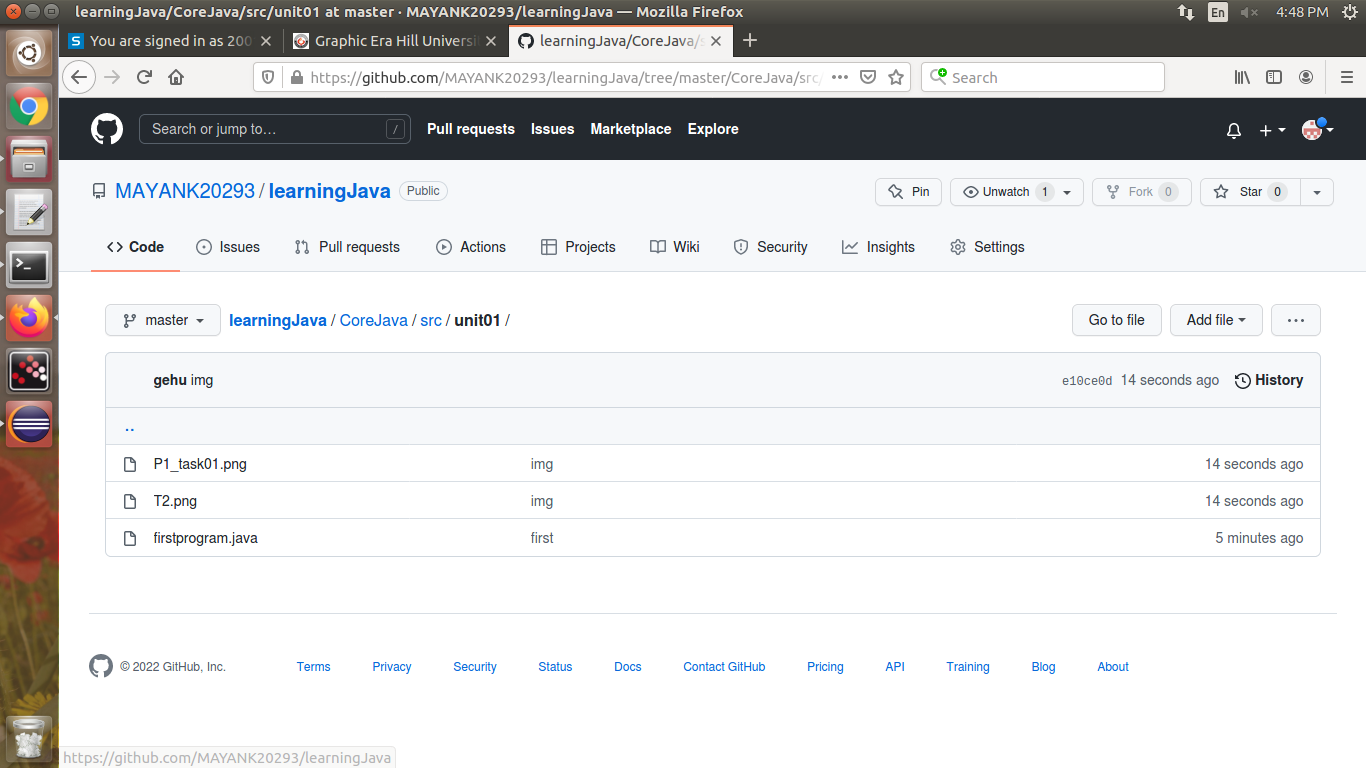 learningJava/CoreJava/src/unit01 at master · MAYANK20293/learningJava — Mozilla Firefox
En
4:48 PM
You are signed in as 200
Graphic Era Hill Universi
learningJava/CoreJava/s
https://github.com/MAYANK20293/learningJava/tree/master/CoreJava/src/
Search
Search or jump to…
/
Pull requests
Issues
Marketplace
Explore
MAYANK20293 / learningJava
Public
Pin
Unwatch 1
Fork 0
Star 0
Code
Issues
Pull requests
Actions
Projects
Wiki
Security
Insights
Settings
master
learningJava / CoreJava / src / unit01 /
Go to file
Add file
···
gehu img
e10ce0d 14 seconds ago
History
..
P1_task01.png img 14 seconds ago
T2.png img 14 seconds ago
firstprogram.java first 5 minutes ago
© 2022 GitHub, Inc.
Terms
Privacy
Security
Status
Docs
Contact GitHub
Pricing
API
Training
Blog
About
https://github.com/MAYANK20293/learningJava